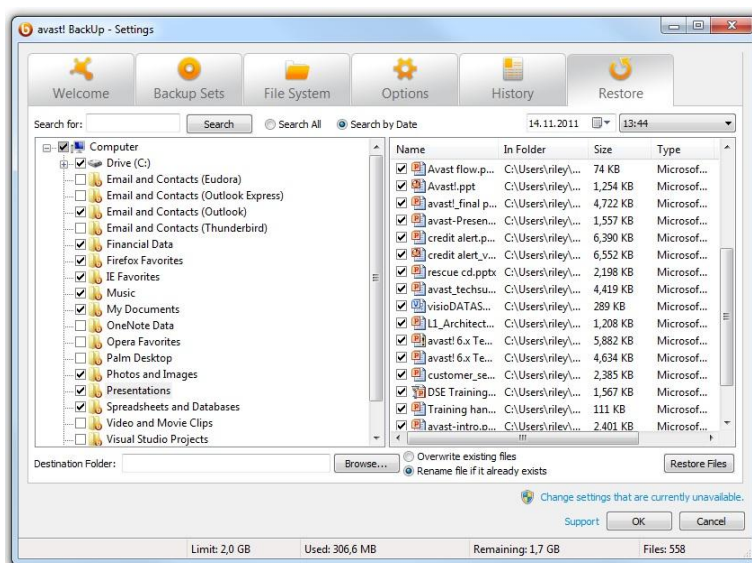 avast! BackUp - Settings
Welcome
Backup Sets
File System
Options
History
Restore
Search for:
Search
Search All
Search by Date
14.11.2011
13:44
Computer
Drive (C:)
Email and Contacts (Eudora)
Email and Contacts (Outlook Express)
Email and Contacts (Outlook)
Email and Contacts (Thunderbird)
Financial Data
Firefox Favorites
IE Favorites
Music
My Documents
OneNote Data
Opera Favorites
Palm Desktop
Photos and Images
Presentations
Spreadsheets and Databases
Video and Movie Clips
Visual Studio Projects
Name In Folder Size Type
Avast flow.p... C:\Users\riley\... 74 KB Microsof...
Avast!.ppt C:\Users\riley\... 1,254 KB Microsof...
avast!_final p... C:\Users\riley\... 4,722 KB Microsof...
avast-Presen... C:\Users\riley\... 1,557 KB Microsof...
credit alert.p... C:\Users\riley\... 6,390 KB Microsof...
credit alert_v... C:\Users\riley\... 6,552 KB Microsof...
rescue cd.pptx C:\Users\riley\... 2,198 KB Microsof...
avast_techsu... C:\Users\riley\... 4,419 KB Microsof...
visioDATAS... C:\Users\riley\... 289 KB Microsof...
L1_Architect... C:\Users\riley\... 1,208 KB Microsof...
avast! 6.x Te... C:\Users\riley\... 5,882 KB Microsof...
avast! 6.x Te... C:\Users\riley\... 4,634 KB Microsof...
customer_se... C:\Users\riley\... 2,385 KB Microsof...
DSE Training... C:\Users\riley\... 1,567 KB Microsof...
Training han... C:\Users\riley\... 111 KB Microsof...
avast-intro.p... C:\Users\riley\... 2,401 KB Microsof...
Destination Folder:
Browse...
Overwrite existing files
Rename file if it already exists
Restore Files
Change settings that are currently unavailable.
Support
OK
Cancel
Limit: 2,0 GB
Used: 306,6 MB
Remaining: 1,7 GB
Files: 558